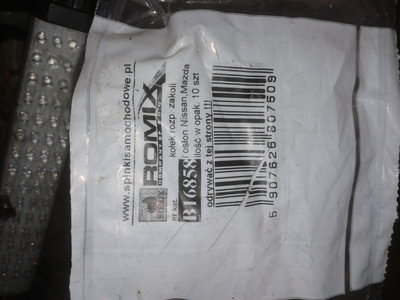 www.spinkisamochodowe.pl
ROMIX
kołek rozp. zakoli
i osłon Nissan,Mazda
nr kat.
B16858
ilość w opak. 10 szt
odrywać z tej strony !!!
5 907626 807509